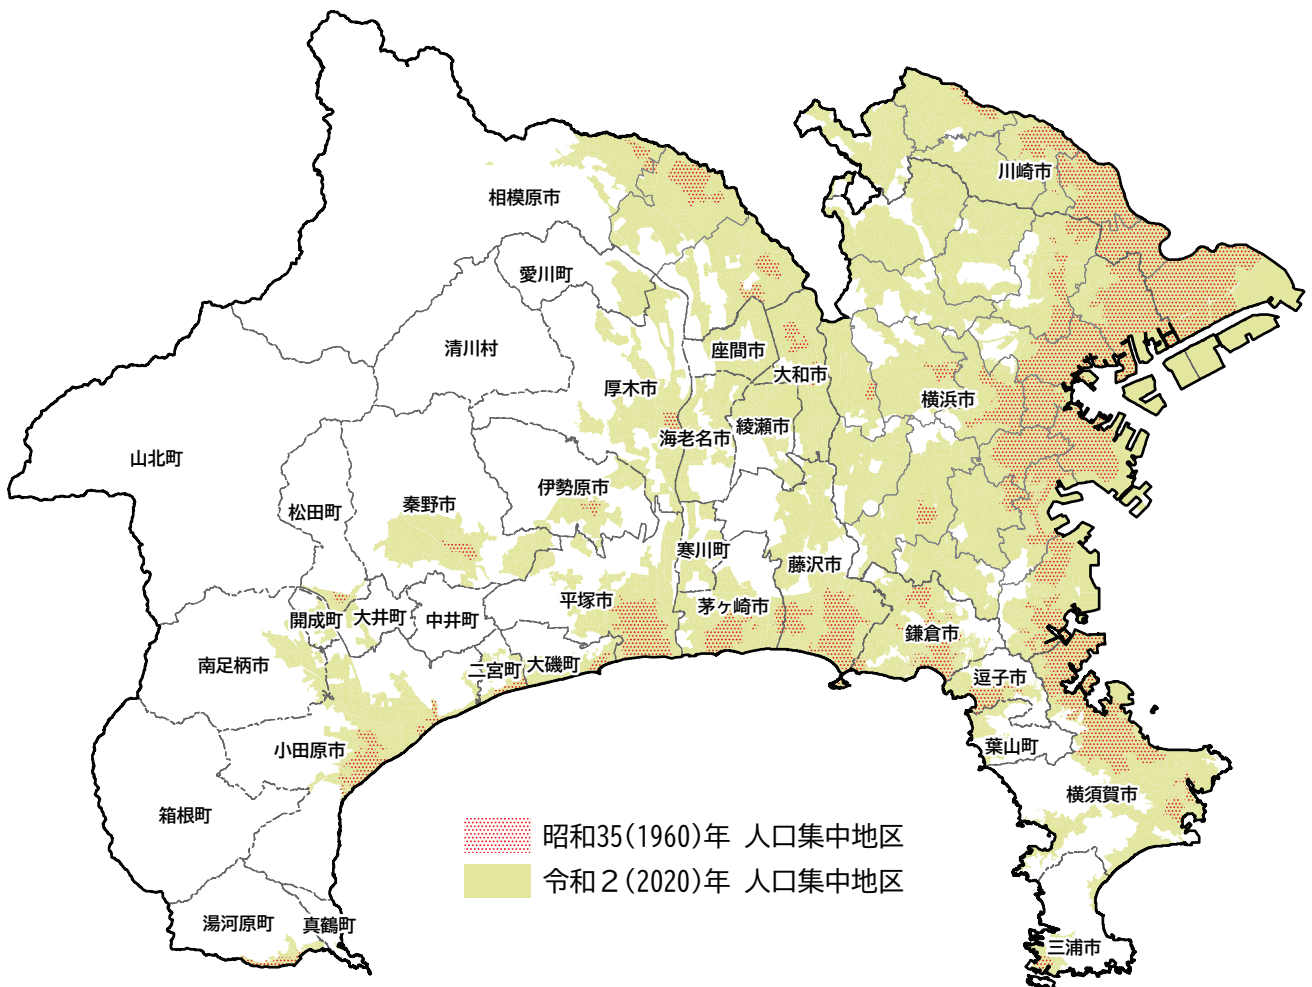 川崎市
相模原市
愛川町
清川村
座間市
大和市
厚木市
横浜市
綾瀬市
海老名市
山北町
伊勢原市
秦野市
松田町
寒川町
藤沢市
平塚市
茅ヶ崎市
開成町
大井町
中井町
鎌倉市
南足柄市
二宮町
大磯町
逗子市
小田原市
葉山町
横須賀市
箱根町
昭和35(1960)年 人口集中地区
令和２(2020)年 人口集中地区
湯河原町
真鶴町
三浦市